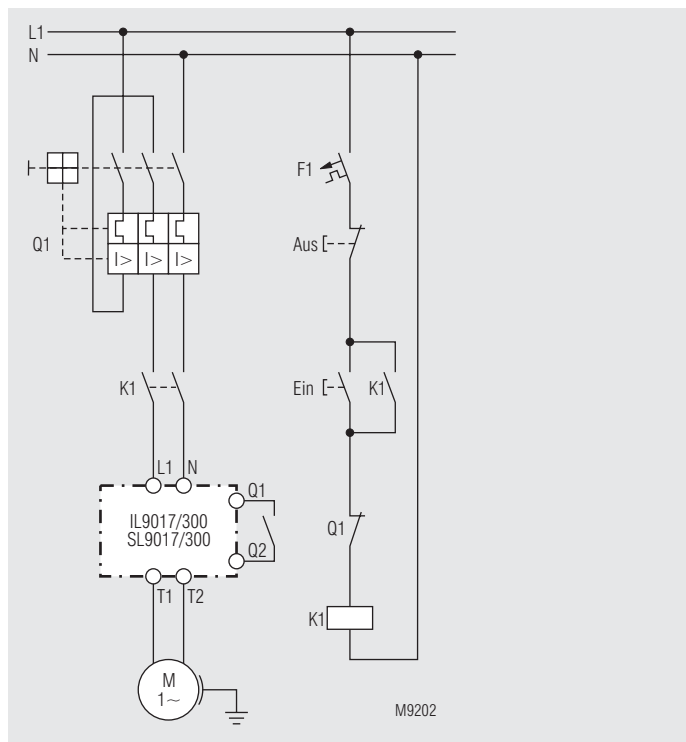 L1
N
F1
Q1
I> I> I>
Aus
K1
Ein K1
L1 N
Q1
IL9017/300
SL9017/300
Q2
Q1
T1 T2
K1
M
1~
M9202